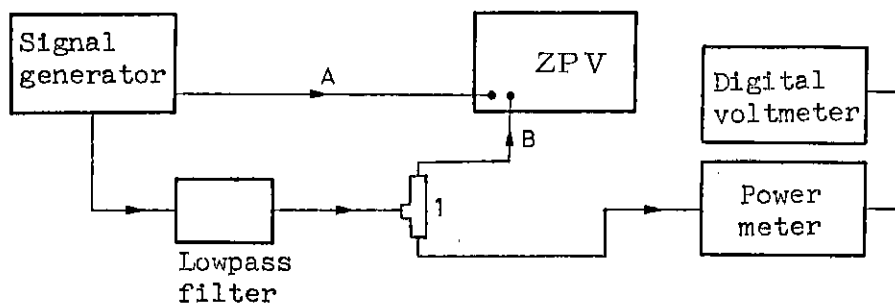 Signal
generator
A
ZPV
Digital
voltmeter
B
1
Power
meter
Lowpass
filter